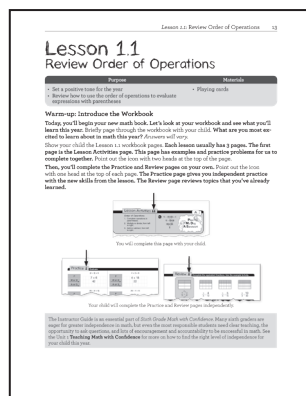 Lesson 1.1: Review Order of Operations 13
Lesson 1.1
Review Order of Operations
Purpose Materials
• Set a positive tone for the year
• Review how to use the order of operations to evaluate
expressions with parentheses
• Playing cards
Warm-up: Introduce the Workbook
Today, you'll begin your new math book. Let's look at your workbook and see what you'll
learn this year. Briefly page through the workbook with your child. What are you most ex-
cited to learn about in math this year? Answers will vary.
Show your child the Lesson 1.1 workbook pages. Each lesson usually has 3 pages. The first
page is the Lesson Activities page. This page has examples and practice problems for us to
complete together. Point out the icon with two heads at the top of the page.
Then, you'll complete the Practice and Review pages on your own. Point out the icon
with one head at the top of each page. The Practice page gives you independent practice
with the new skills from the lesson. The Review page reviews topics that you've already
learned.
Lesson Activities
You will complete this page with your child.
Practice
Review
Your child will complete the Practice and Review pages independently.
The Instructor Guide is an essential part of Sixth Grade Math with Confidence. Many sixth graders are
eager for greater independence in math, but even the most responsible students need clear teaching, the
opportunity to ask questions, and lots of encouragement and accountability to be successful in math. See
the Unit 1 Teaching Math with Confidence for more on how to find the right level of independence for
your child this year.